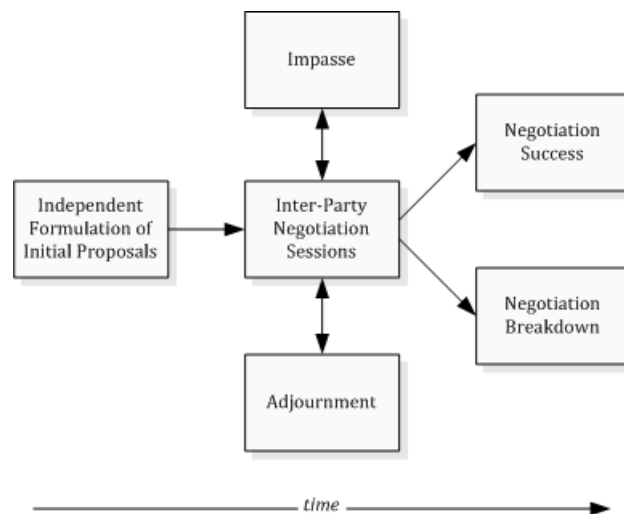 Impasse
Negotiation
Success
Independent
Formulation of
Initial Proposals
Inter-Party
Negotiation
Sessions
Negotiation
Breakdown
Adjournment
time